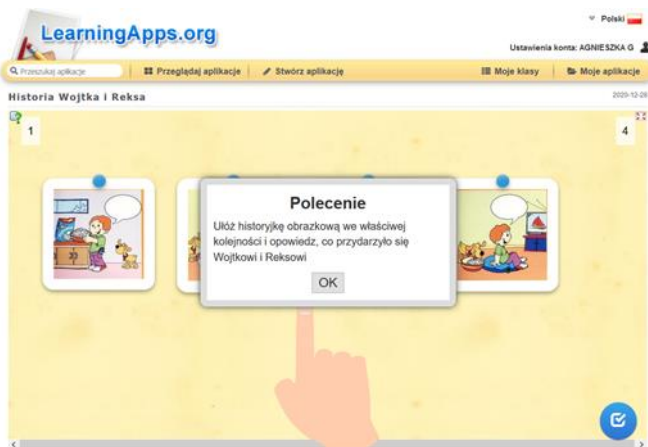 LearningApps.org
Polski
Ustawienia konta: AGNIESZKA G
Przeszukaj aplikacje
Przeglądaj aplikacje
Stwórz aplikację
Moje klasy
Moje aplikacje
Historia Wojtka i Reksa
2020-12-28
1
4
Polecenie
Ułóż historyjkę obrazkową we właściwej
kolejności i opowiedz, co przydarzyło się
Wojtkowi i Reksowi
OK